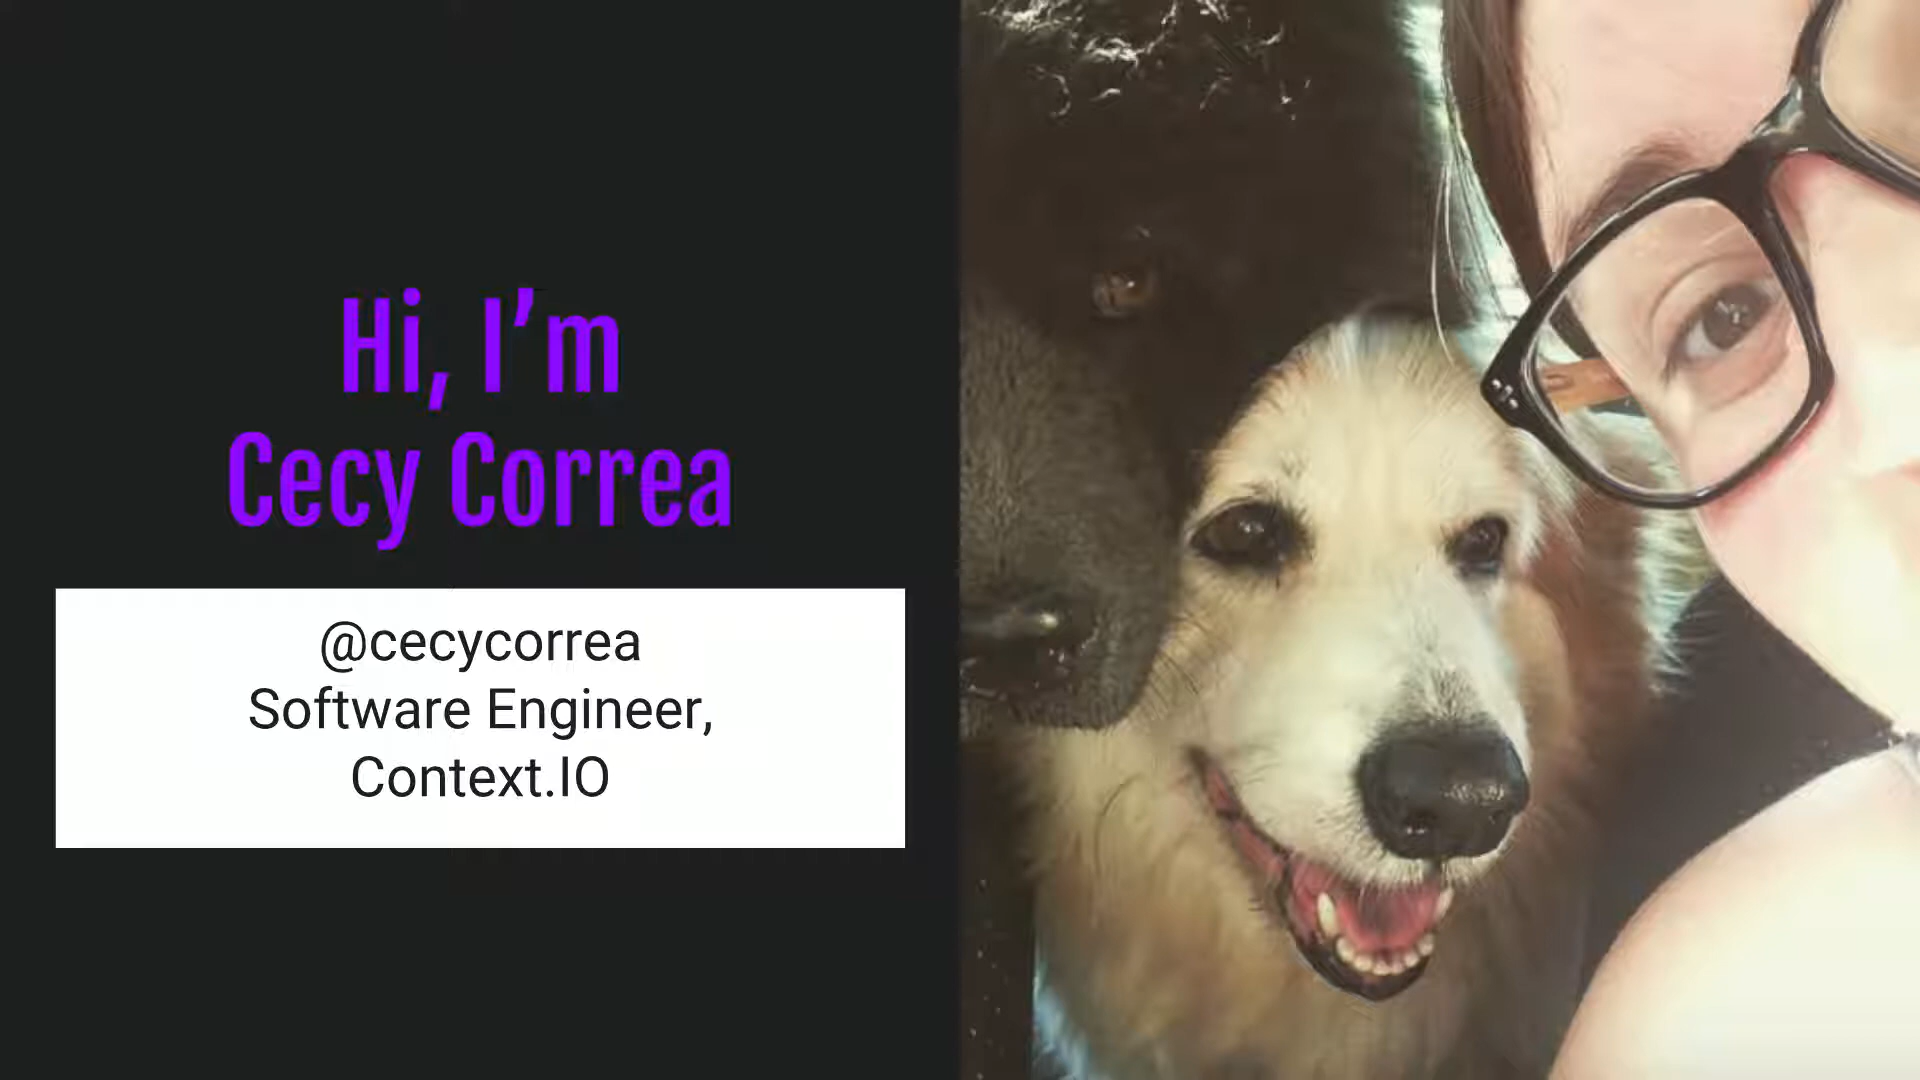 Hi, I’m
Cecy Correa
@cecycorrea
Software Engineer,
Context.IO